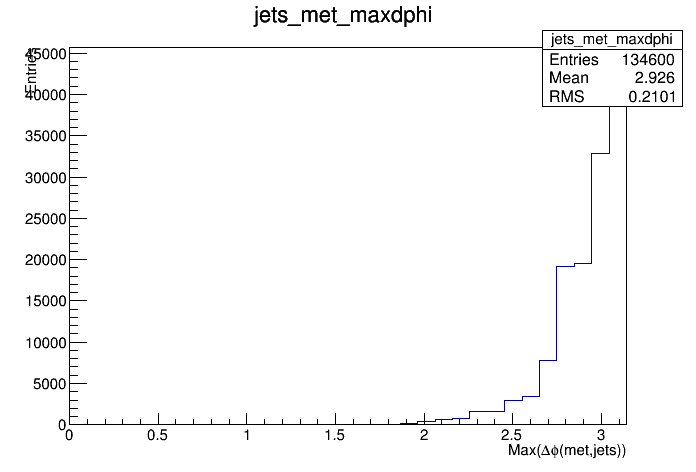 jets_met_maxdphi
jets_met_maxdphi
Entries 134600
Mean 2.926
RMS 0.2101
Entries
45000
40000
35000
30000
25000
20000
15000
10000
5000
0
0 0.5 1 1.5 2 2.5 3
Max(Δϕ(met,jets))